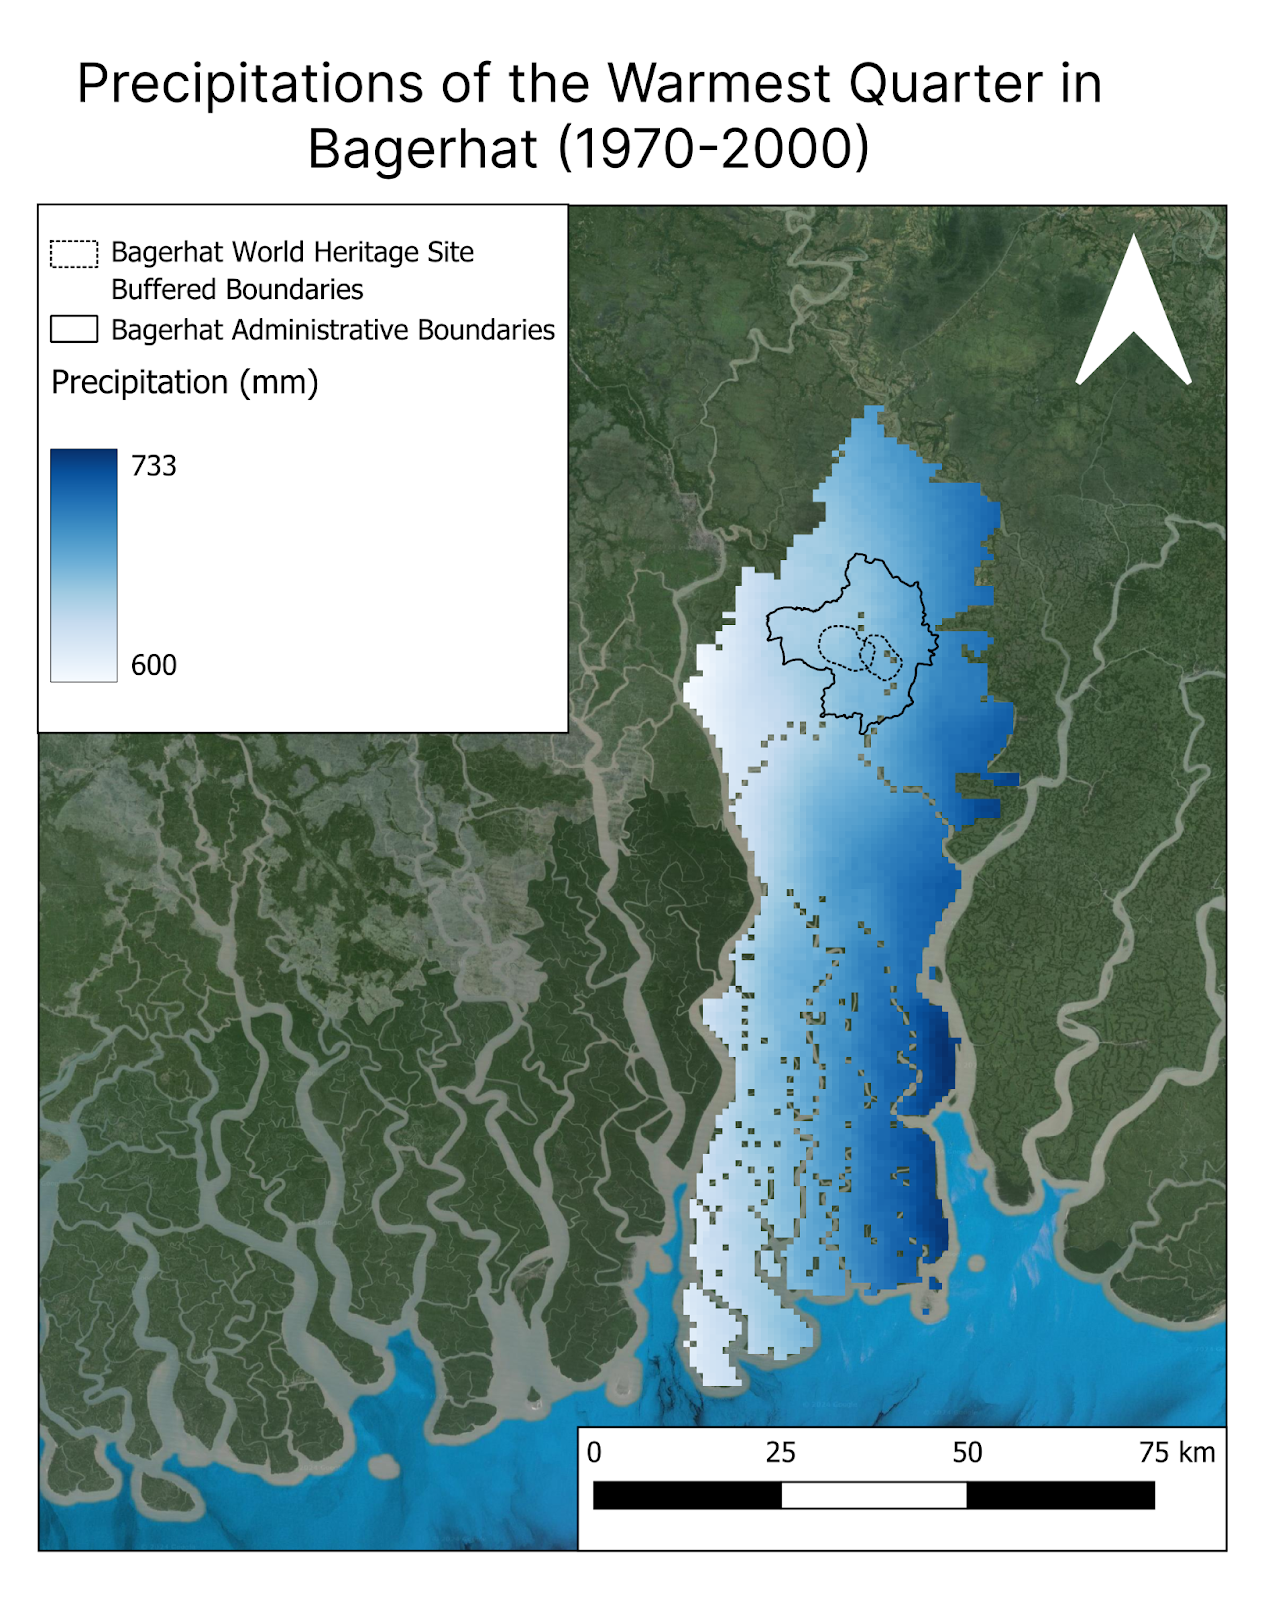 Precipitations of the Warmest Quarter in
Bagerhat (1970-2000)
Bagerhat World Heritage Site
Buffered Boundaries
Bagerhat Administrative Boundaries
Precipitation (mm)
733
600
0 25 50 75 km